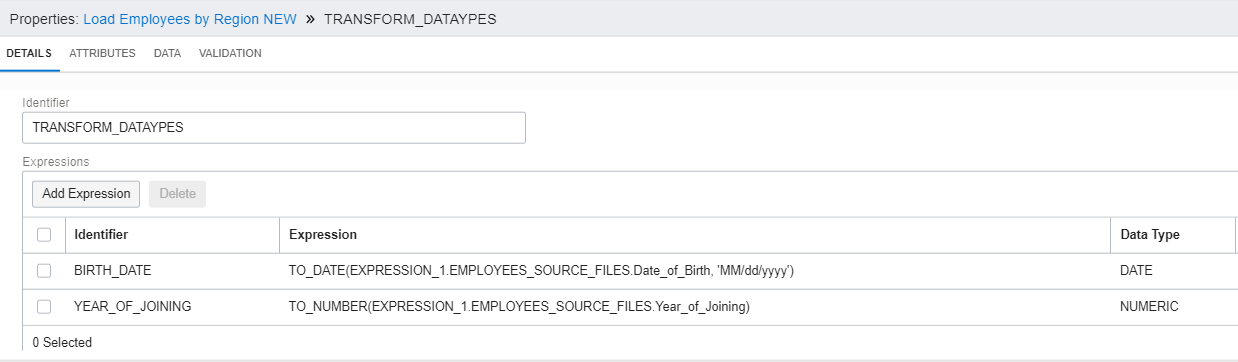 Properties: Load Employees by Region NEW » TRANSFORM_DATAYPES
DETAILS ATTRIBUTES DATA VALIDATION
Identifier
TRANSFORM_DATAYPES
Expressions
Add Expression Delete
Identifier Expression Data Type
BIRTH_DATE TO_DATE(EXPRESSION_1.EMPLOYEES_SOURCE_FILES.Date_of_Birth, 'MM/dd/yyyy') DATE
YEAR_OF_JOINING TO_NUMBER(EXPRESSION_1.EMPLOYEES_SOURCE_FILES.Year_of_Joining) NUMERIC
0 Selected